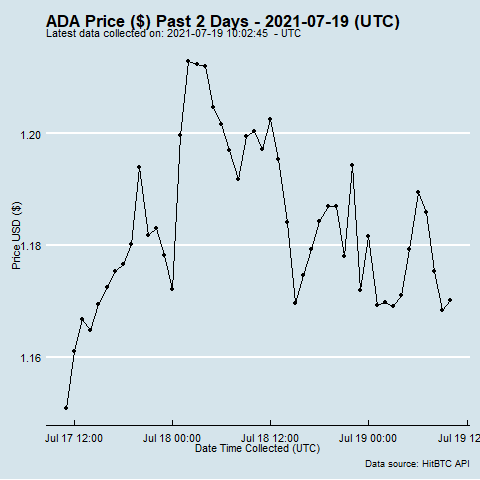 ADA Price ($) Past 2 Days - 2021-07-19 (UTC)
Latest data collected on: 2021-07-19 10:02:45 - UTC
1.20
1.18
1.16
Price USD ($)
Jul 17 12:00 Jul 18 00:00 Jul 18 12:00 Jul 19 00:00 Jul 19 12
Date Time Collected (UTC)
Data source: HitBTC API